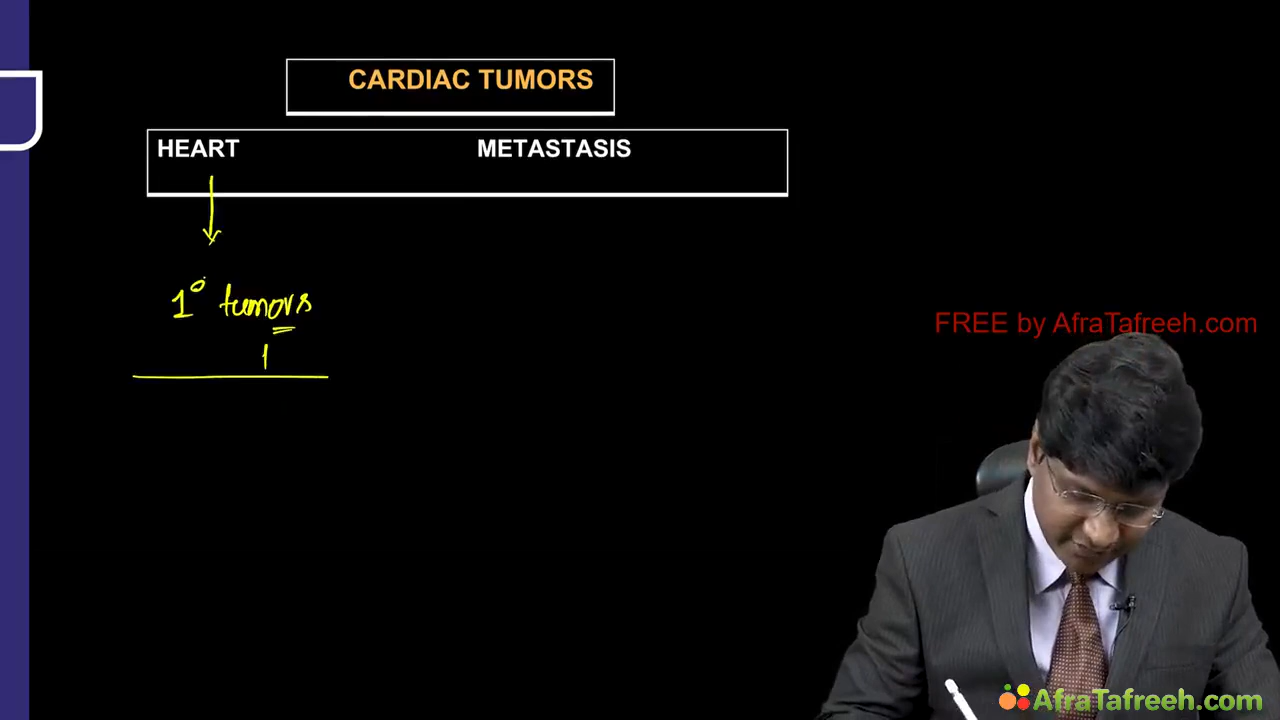 CARDIAC TUMORS
HEART METASTASIS
1° tumors
FREE by AfraTafreeh.com
AfraTafreeh.com